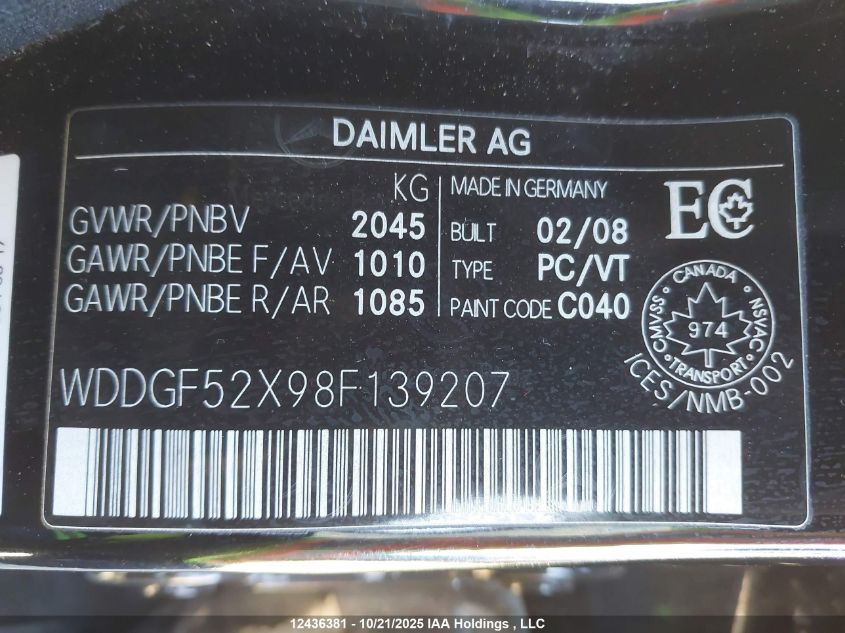 DAIMLER AG
KG
GVWR/PNBV 2045
GAWR/PNBE F/AV 1010
GAWR/PNBE R/AR 1085
MADE IN GERMANY
BUILT 02/08
TYPE PC/VT
PAINT CODE C040
EC
CANADA
CMVSS 974 NSVAC
TRANSPORT
ICES/NMB-002
WDDGF52X98F139207
12436381 - 10/21/2025 IAA Holdings, LLC